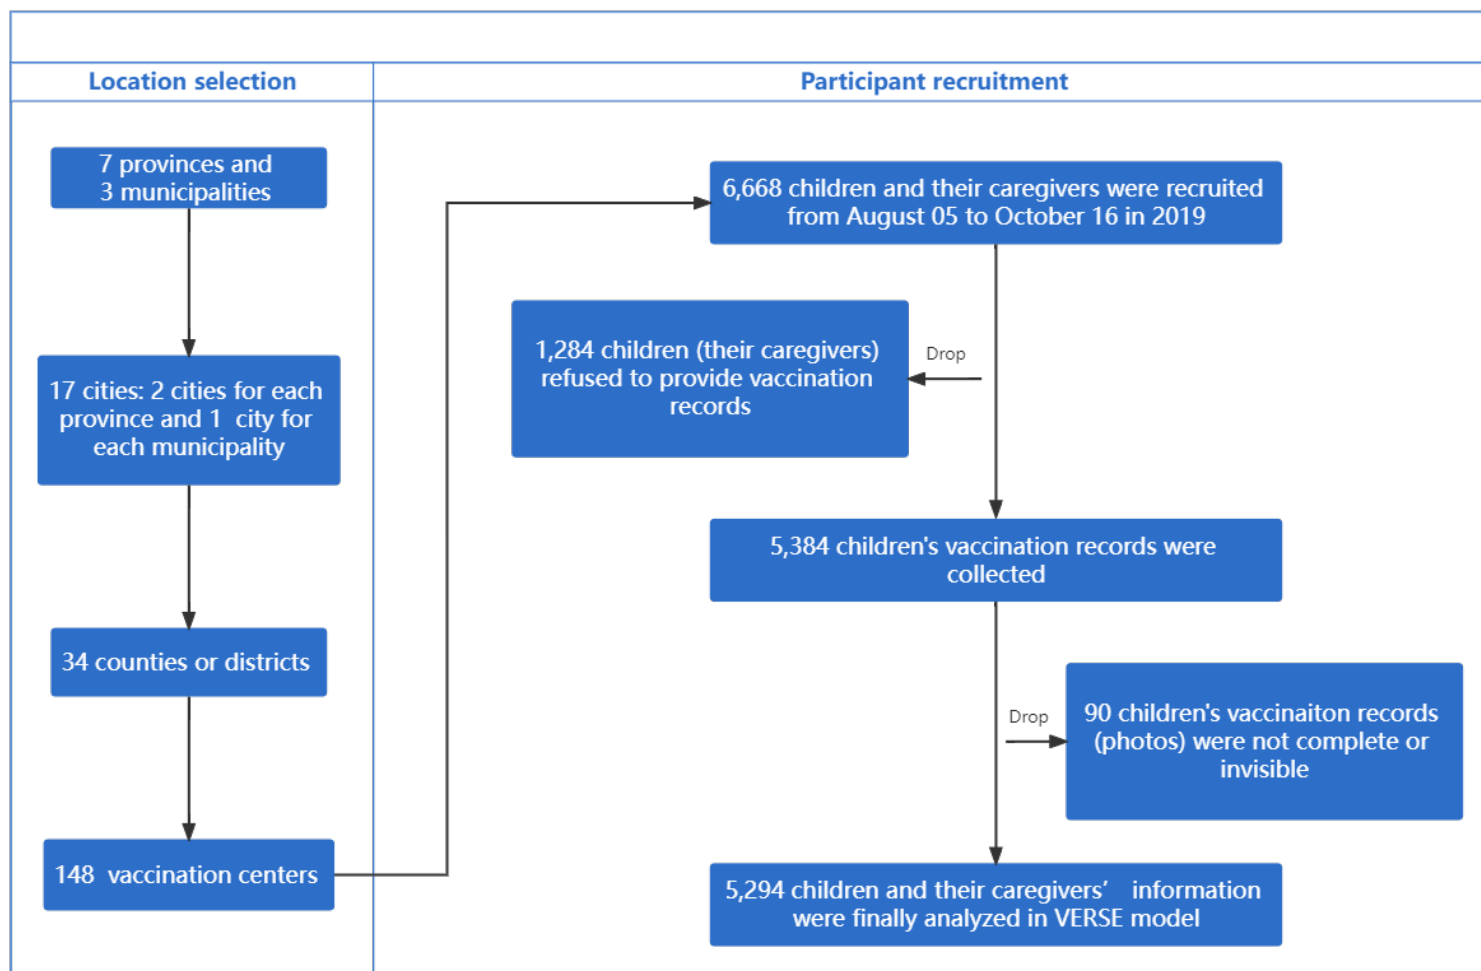 Location selection
Participant recruitment
7 provinces and
3 municipalities
17 cities: 2 cities for each
province and 1 city for
each municipality
34 counties or districts
148 vaccination centers
6,668 children and their caregivers were recruited
from August 05 to October 16 in 2019
1,284 children (their caregivers)
refused to provide vaccination
records
Drop
5,384 children's vaccination records were
collected
Drop
90 children's vaccinaiton records
(photos) were not complete or
invisible
5,294 children and their caregivers’ information
were finally analyzed in VERSE model